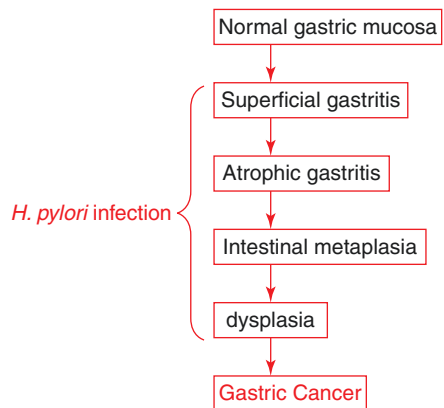 Normal gastric mucosa
Superficial gastritis
Atrophic gastritis
H. pylori infection
Intestinal metaplasia
dysplasia
Gastric Cancer